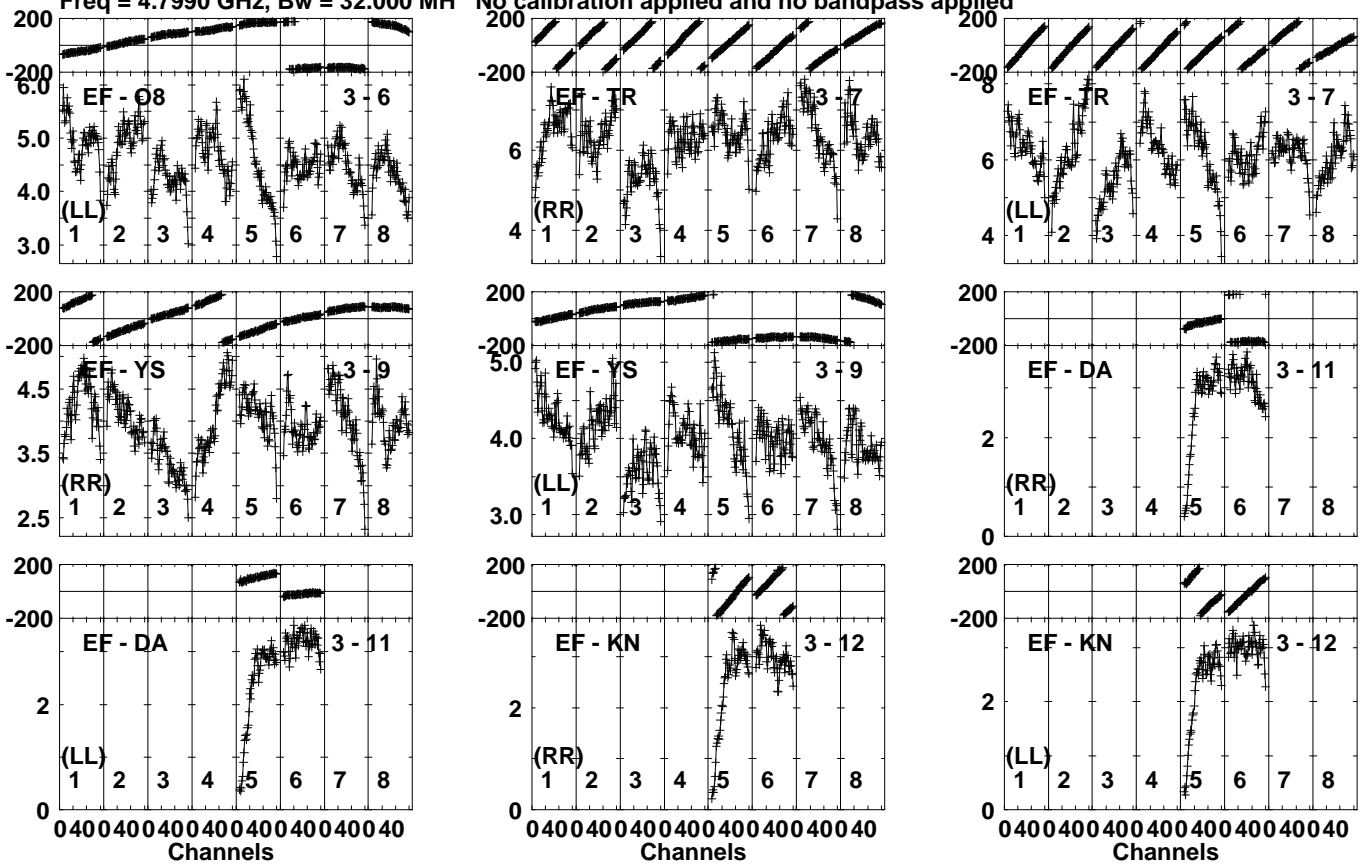 Freq = 4.7990 GHz, Bw = 32.000 MH No calibration applied and no bandpass applied
200
-200
6.0
5.0
4.0
3.0
EF - O8
3 - 6
(LL)
1 2 3 4 5 6 7 8
200
-200
6
4
EF - TR
3 - 7
(RR)
1 2 3 4 5 6 7 8
200
-200
8
6
4
EF - TR
3 - 7
(LL)
1 2 3 4 5 6 7 8
200
-200
4.5
3.5
2.5
EF - YS
3 - 9
(RR)
1 2 3 4 5 6 7 8
200
-200
5.0
4.0
3.0
EF - YS
3 - 9
(LL)
1 2 3 4 5 6 7 8
200
-200
2
0
EF - DA
3 - 11
(RR)
1 2 3 4 5 6 7 8
200
-200
2
0
EF - DA
3 - 11
(LL)
1 2 3 4 5 6 7 8
0 40 0 40 0 40 0 40 0 40 0 40 0 40 0 40
Channels
200
-200
2
0
EF - KN
3 - 12
(RR)
1 2 3 4 5 6 7 8
0 40 0 40 0 40 0 40 0 40 0 40 0 40 0 40
Channels
200
-200
2
0
EF - KN
3 - 12
(LL)
1 2 3 4 5 6 7 8
0 40 0 40 0 40 0 40 0 40 0 40 0 40 0 40
Channels